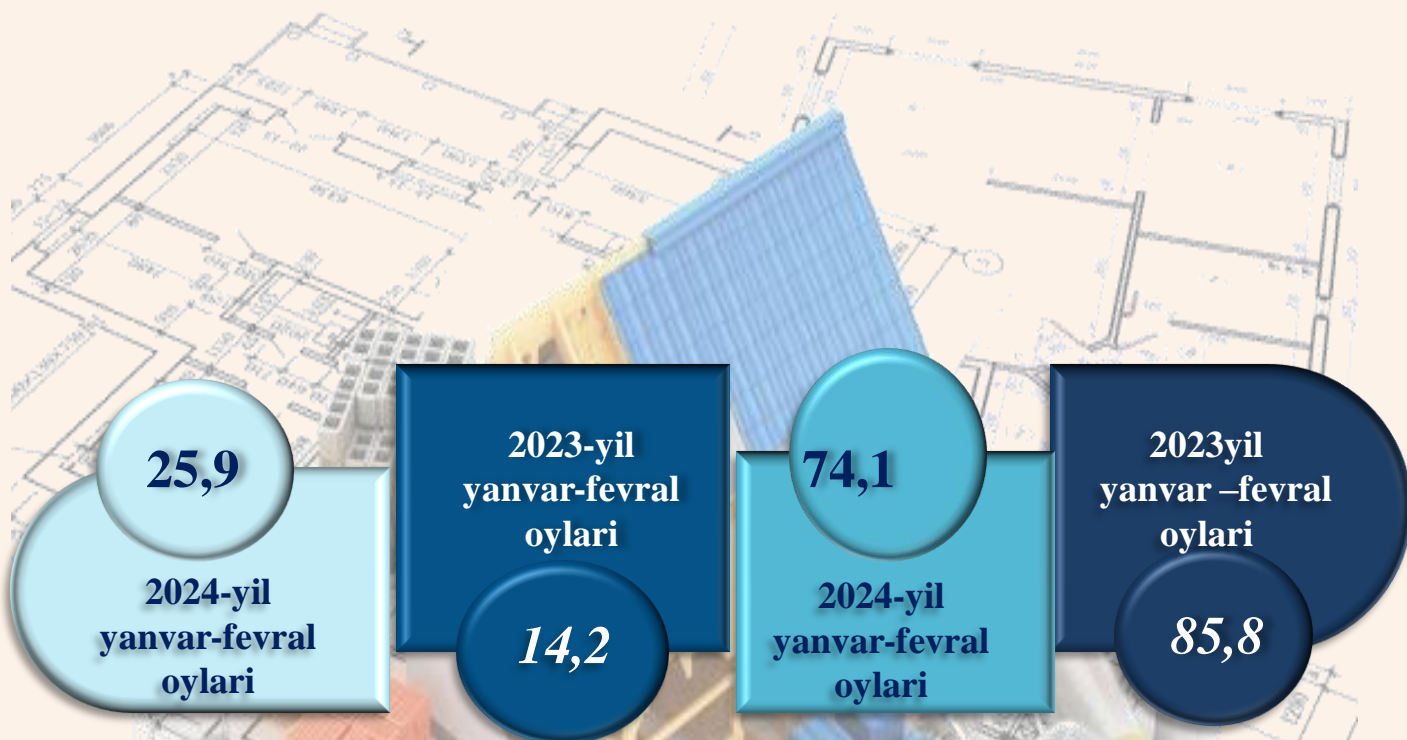 25,9
2024-yil
yanvar-fevral
oylari
2023-yil
yanvar-fevral
oylari
14,2
74,1
2024-yil
yanvar-fevral
oylari
2023yil
yanvar –fevral
oylari
85,8